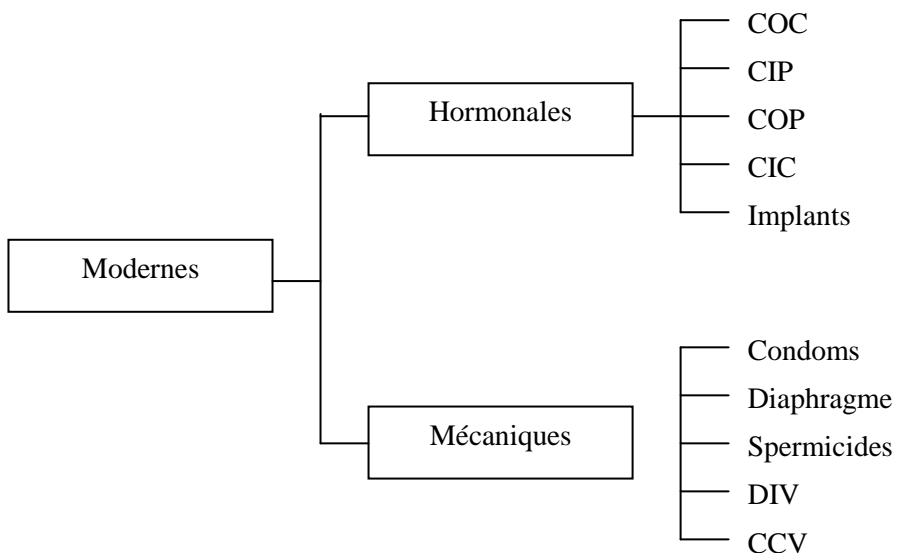 Modernes
Hormonales
COC
CIP
COP
CIC
Implants
Mécaniques
Condoms
Diaphragme
Spermicides
DIV
CCV